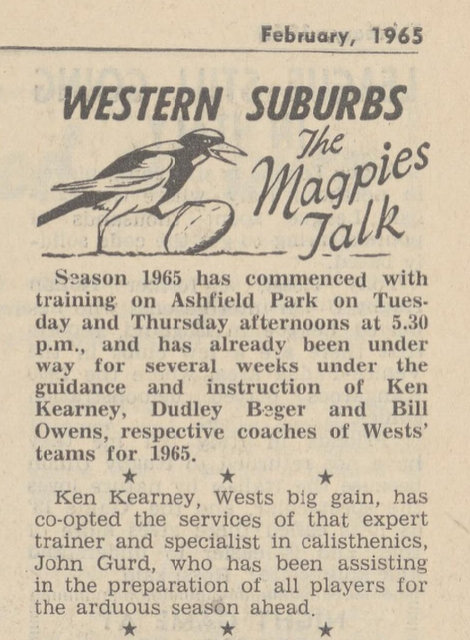 February, 1965
WESTERN SUBURBS
The
Magpies
Talk
Season 1965 has commenced with
training on Ashfield Park on Tues-
day and Thursday afternoons at 5.30
p.m., and has already been under
way for several weeks under the
guidance and instruction of Ken
Kearney, Dudley Beger and Bill
Owens, respective coaches of Wests'
teams for 1965.
★ ★ ★
Ken Kearney, Wests big gain, has
co-opted the services of that expert
trainer and specialist in calisthenics,
John Gurd, who has been assisting
in the preparation of all players for
the arduous season ahead.
★ ★ ★